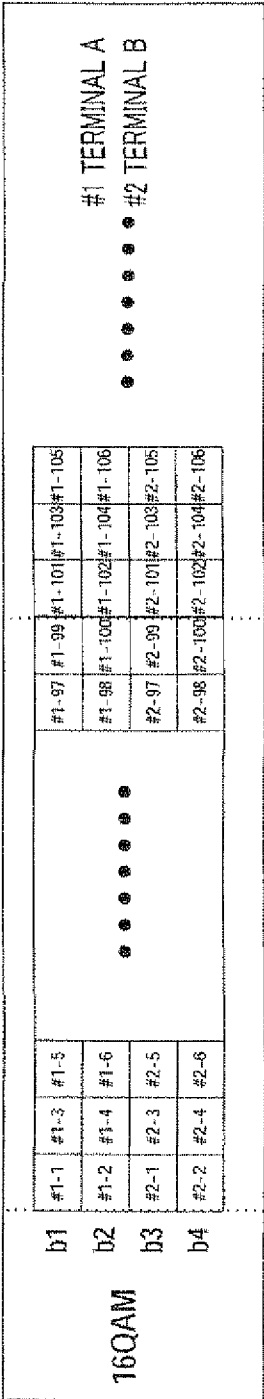 16QAM
b1 #1-1 #1-3 #1-5 #1-97 #1-99 #1-101 #1-103 #1-105
b2 #1-2 #1-4 #1-6 #1-98 #1-100 #1-102 #1-104 #1-106
b3 #2-1 #2-3 #2-5 #2-97 #2-99 #2-101 #2-103 #2-105
b4 #2-2 #2-4 #2-6 #2-98 #2-100 #2-102 #2-104 #2-106
#1 TERMINAL A
#2 TERMINAL B